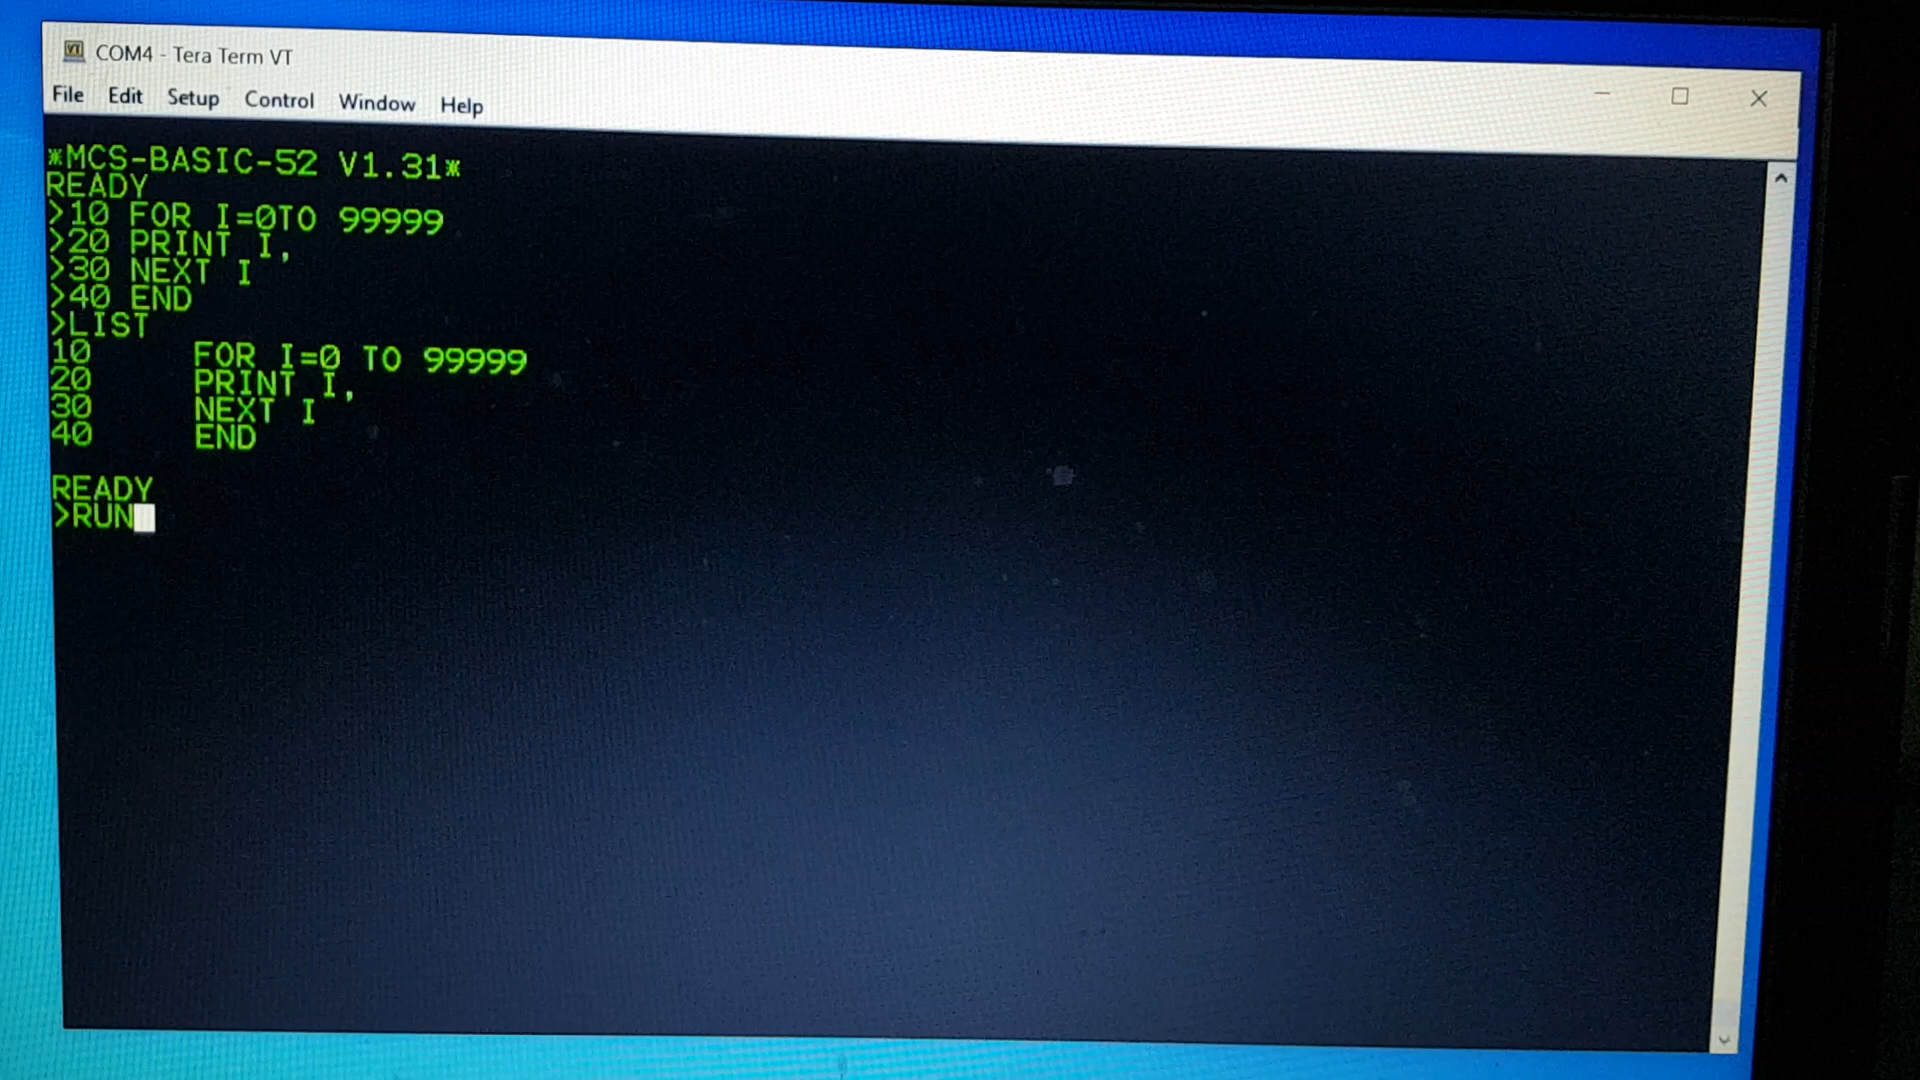 COM4 - Tera Term VT
File Edit Setup Control Window Help
*MCS-BASIC-52 V1.31*
READY
>10 FOR I=0TO 99999
>20 PRINT I,
>30 NEXT I
>40 END
>LIST
10 FOR I=0 TO 99999
20 PRINT I,
30 NEXT I
40 END
READY
>RUN